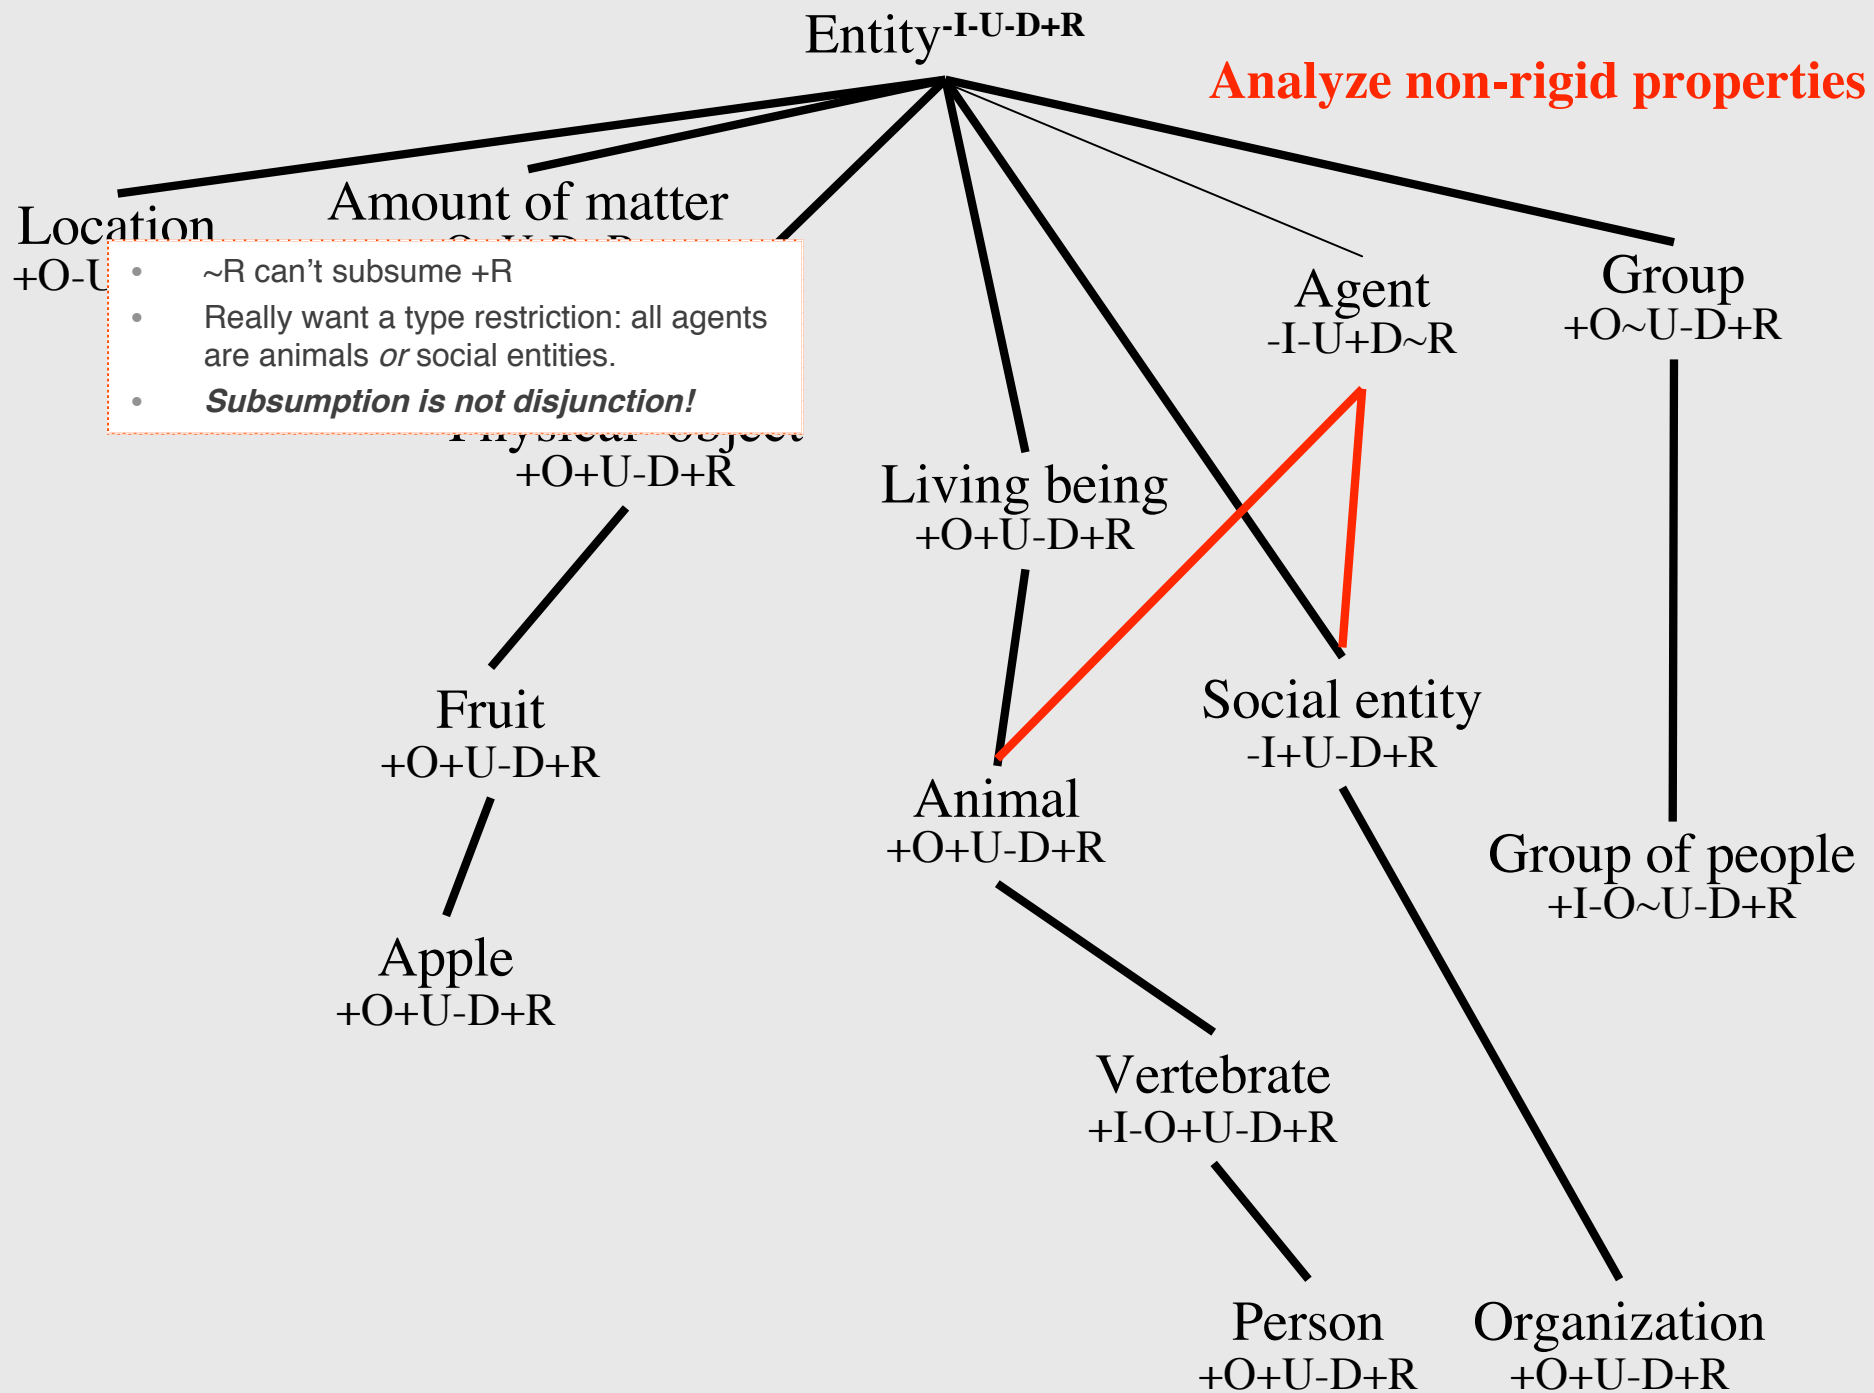 Entity-I-U-D+R
Analyze non-rigid properties
Location
+O-U
Amount of matter
• ~R can't subsume +R
• Really want a type restriction: all agents
are animals or social entities.
• Subsumption is not disjunction!
Physical object
+O+U-D+R
Agent
-I-U+D~R
Group
+O~U-D+R
Living being
+O+U-D+R
Fruit
+O+U-D+R
Social entity
-I+U-D+R
Animal
+O+U-D+R
Group of people
+I-O~U-D+R
Apple
+O+U-D+R
Vertebrate
+I-O+U-D+R
Person
+O+U-D+R
Organization
+O+U-D+R